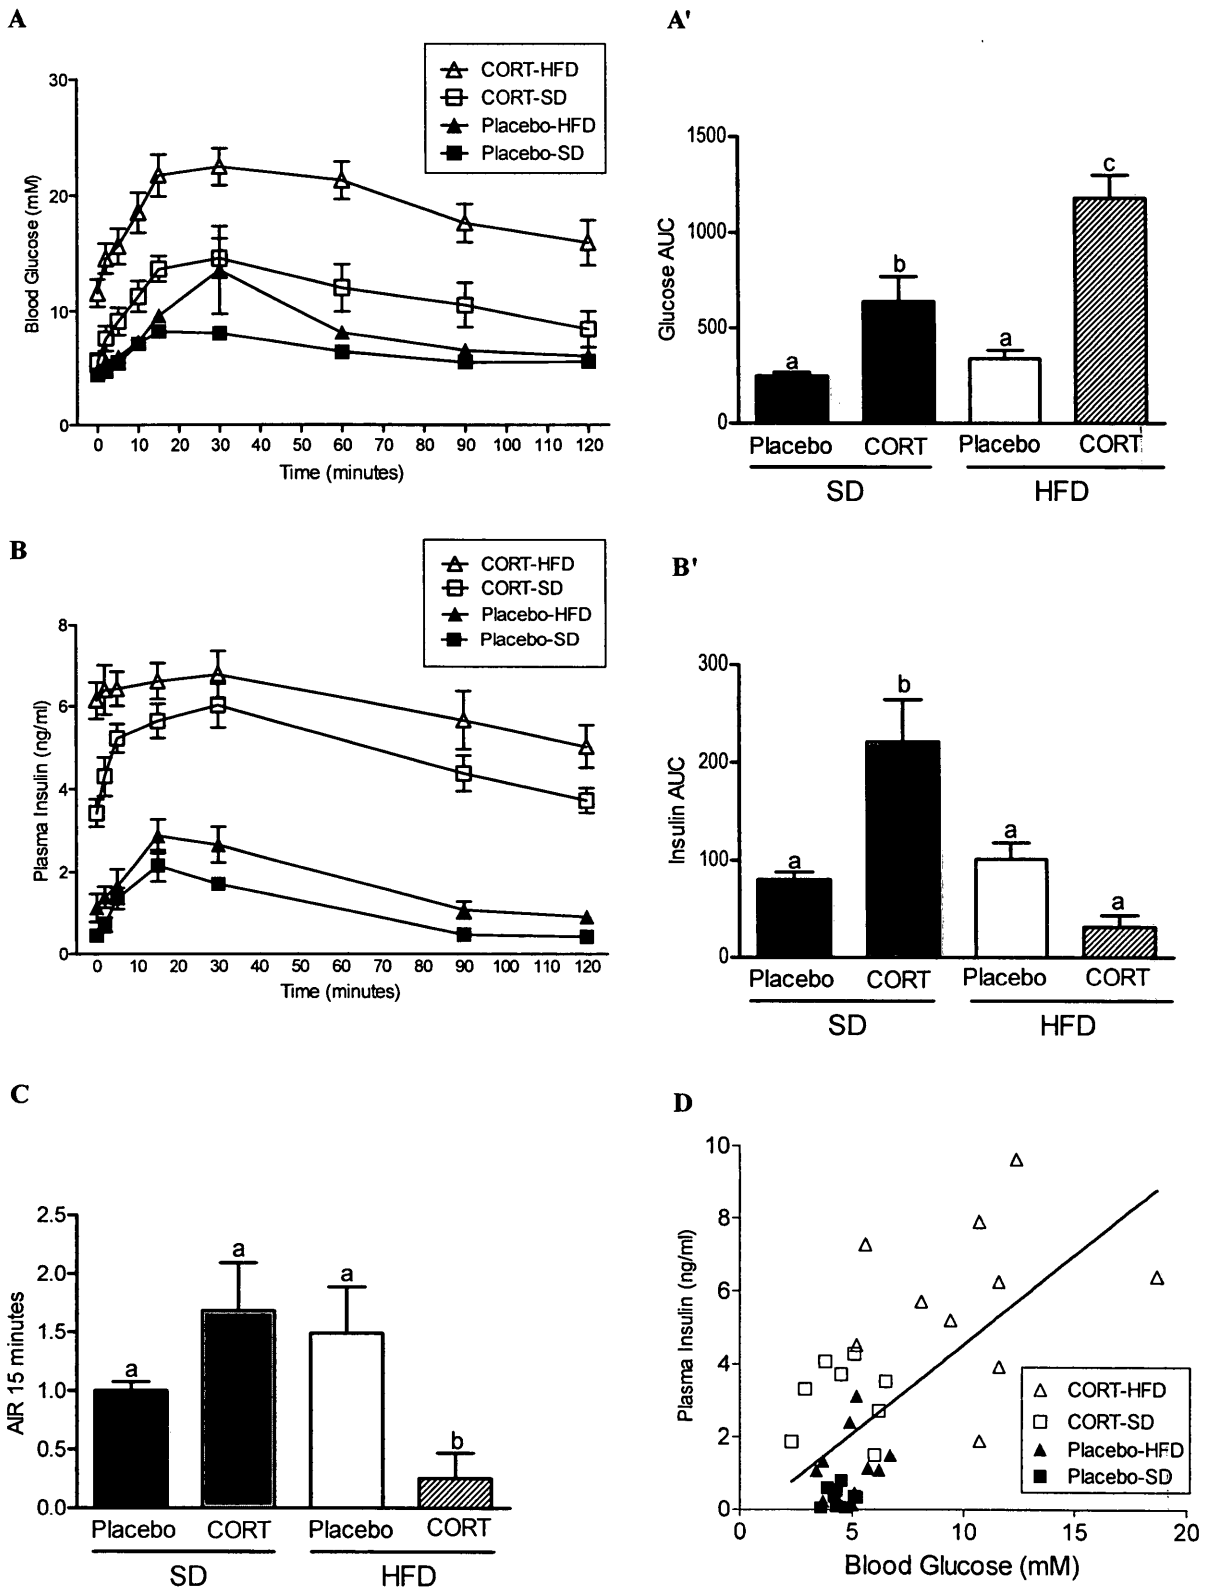 A
CORT-HFD
CORT-SD
Placebo-HFD
Placebo-SD
30
20
10
0
Blood Glucose (mM)
0 10 20 30 40 50 60 70 80 90 100 110 120
Time (minutes)
A'
1500
1000
500
0
Glucose AUC
a
b
a
c
Placebo CORT Placebo CORT
SD HFD
B
CORT-HFD
CORT-SD
Placebo-HFD
Placebo-SD
8
6
4
2
0
Plasma Insulin (ng/ml)
0 10 20 30 40 50 60 70 80 90 100 110 120
Time (minutes)
B'
300
200
100
0
Insulin AUC
a
b
a
a
Placebo CORT Placebo CORT
SD HFD
C
2.5
2.0
1.5
1.0
0.5
0.0
AIR 15 minutes
a
a
a
b
Placebo CORT Placebo CORT
SD HFD
D
10
8
6
4
2
0
Plasma Insulin (ng/ml)
CORT-HFD
CORT-SD
Placebo-HFD
Placebo-SD
0 5 10 15 20
Blood Glucose (mM)